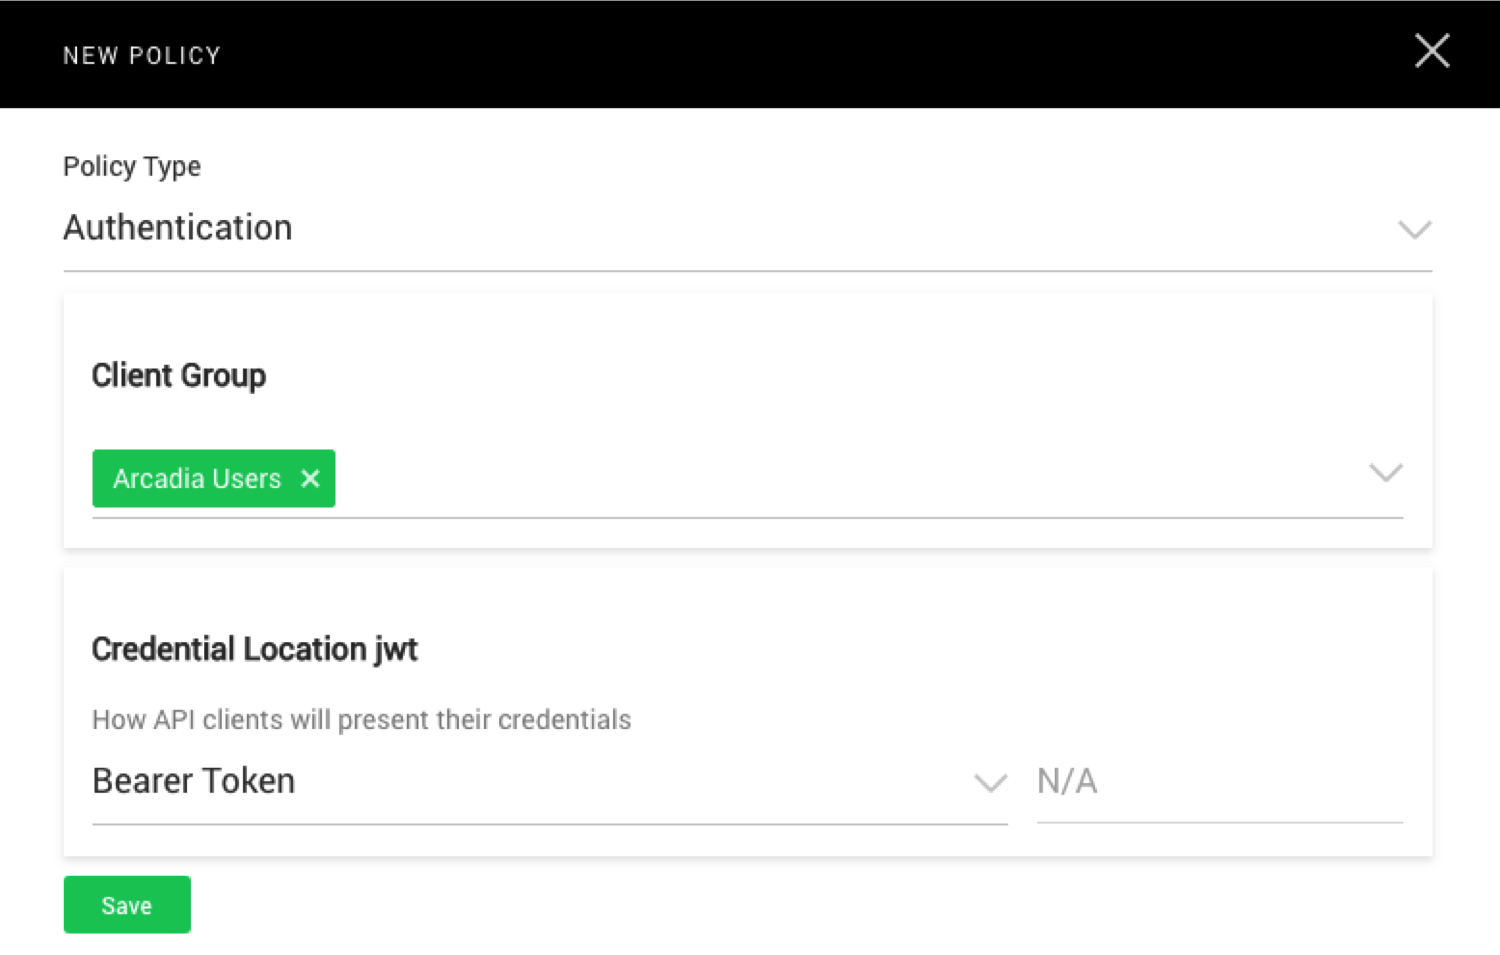 NEW POLICY
Policy Type
Authentication
Client Group
Arcadia Users
Credential Location jwt
How API clients will present their credentials
Bearer Token N/A
Save